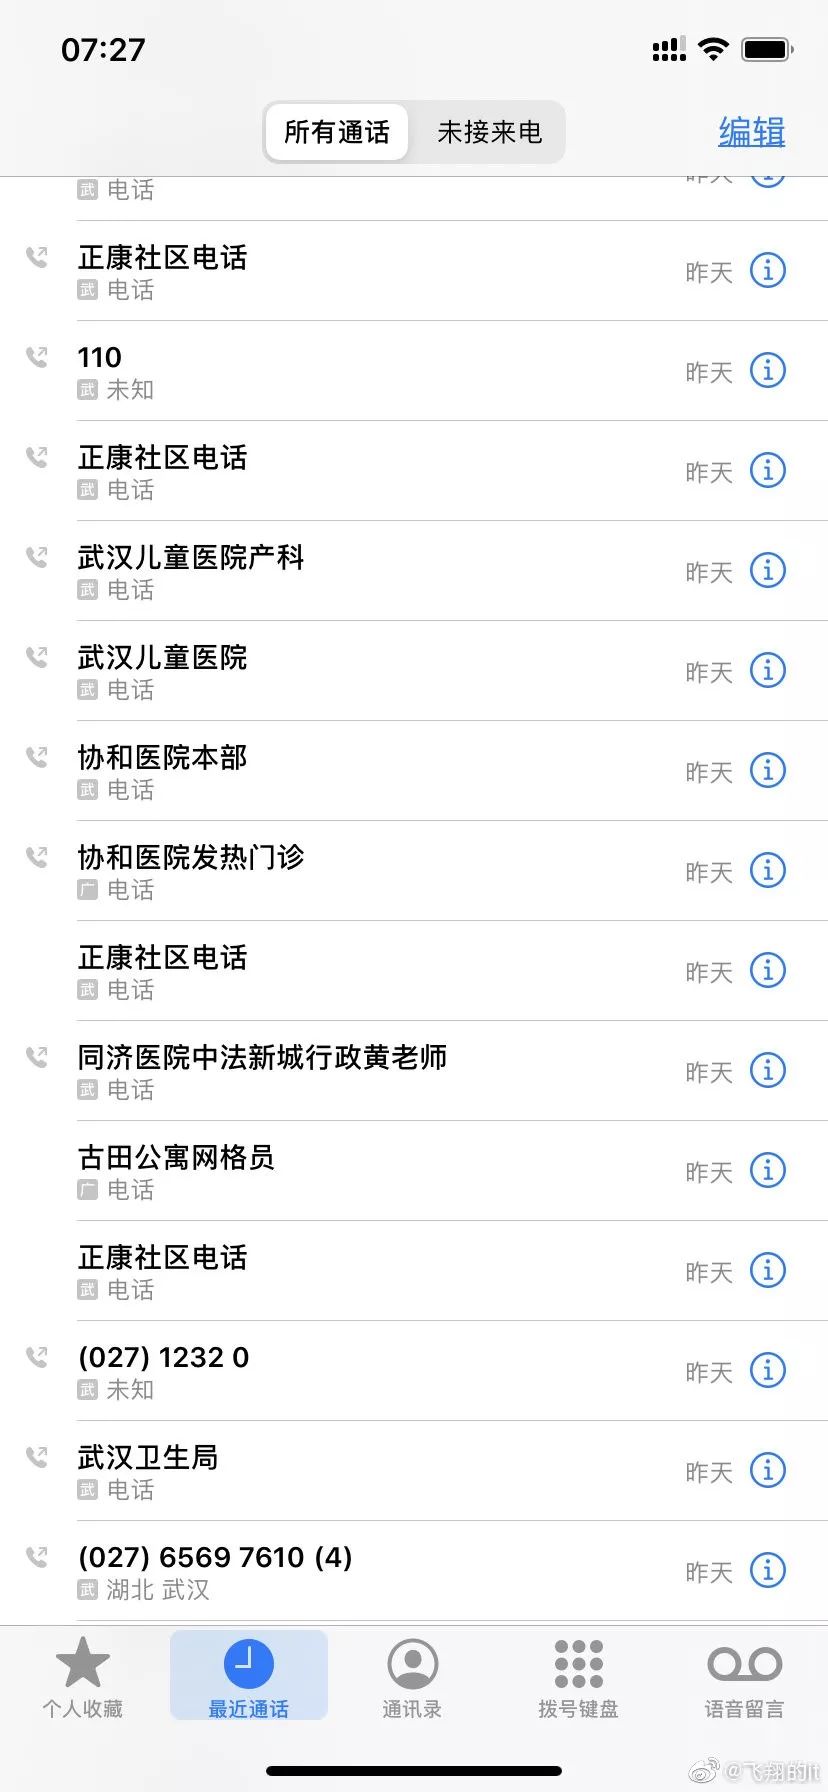 07:27
所有通话 未接来电 编辑
昨天
武 电话
正康社区电话
武 电话
昨天
110
武 未知
昨天
正康社区电话
武 电话
昨天
武汉儿童医院产科
武 电话
昨天
武汉儿童医院
武 电话
昨天
协和医院本部
武 电话
昨天
协和医院发热门诊
广 电话
昨天
正康社区电话
武 电话
昨天
同济医院中法新城行政黄老师
武 电话
昨天
古田公寓网格员
广 电话
昨天
正康社区电话
武 电话
昨天
(027) 1232 0
武 未知
昨天
武汉卫生局
武 电话
昨天
(027) 6569 7610 (4)
武 湖北 武汉
昨天
个人收藏 最近通话 通讯录 拨号键盘 语音留言
@飞翔的jt